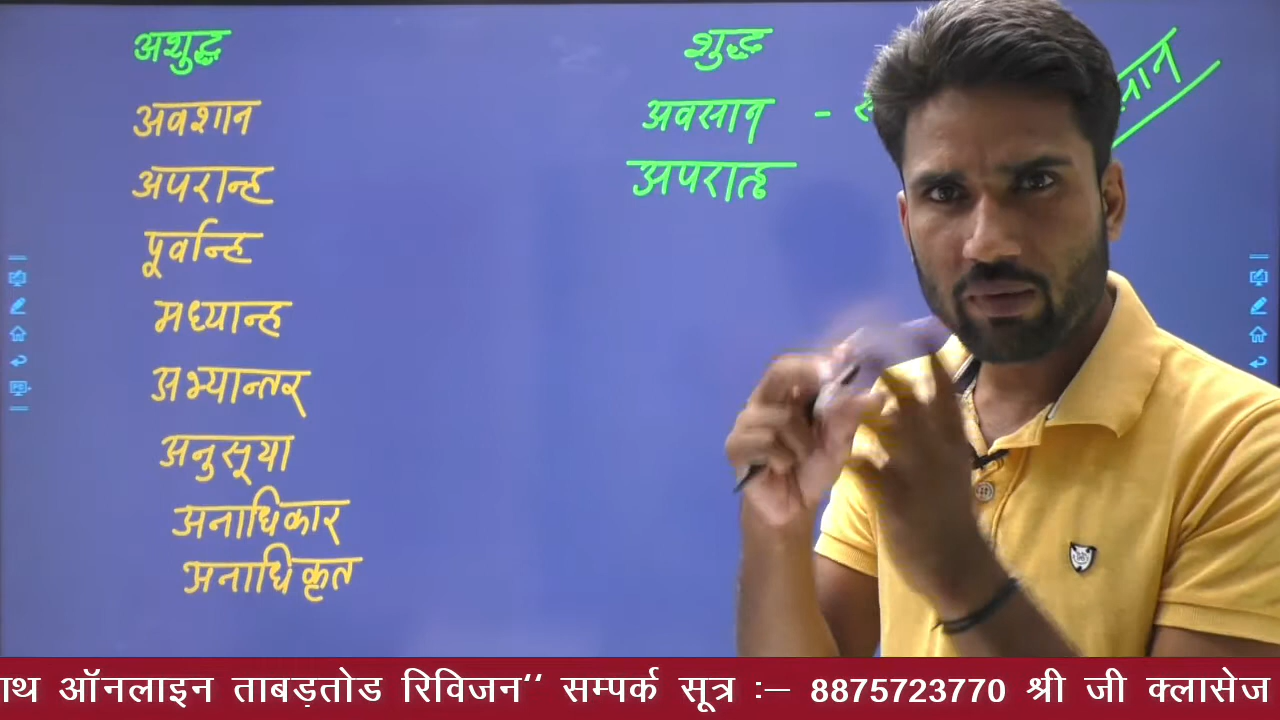 अशुद्ध शुद्ध
अवशान अवसान -
अपरान्ह अपराह्ण
पूर्वान्ह
मध्यान्ह
अभ्यान्तर
अनुसूया
अनाधिकार
अनाधिकृत
ाथ ऑनलाइन ताबड़तोड रिविजन“ सम्पर्क सूत्र :– 8875723770 श्री जी क्लासेज